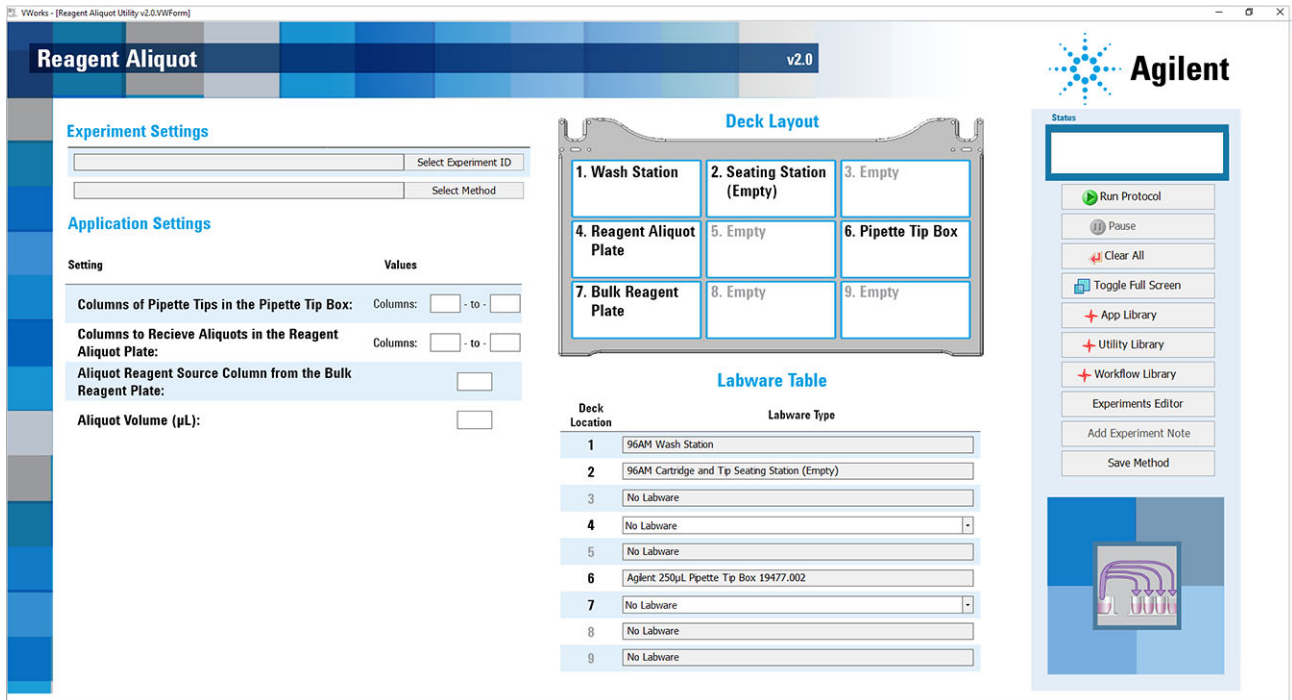 VWorks - [Reagent Aliquot Utility v2.0.VWForm]
Reagent Aliquot
v2.0
Agilent
Experiment Settings
Select Experiment ID
Select Method
Application Settings
Setting
Values
Columns of Pipette Tips in the Pipette Tip Box:
Columns:
- to -
Columns to Recieve Aliquots in the Reagent
Aliquot Plate:
Columns:
- to -
Aliquot Reagent Source Column from the Bulk
Reagent Plate:
Aliquot Volume (µL):
Deck Layout
1. Wash Station
2. Seating Station
(Empty)
3. Empty
4. Reagent Aliquot
Plate
5. Empty
6. Pipette Tip Box
7. Bulk Reagent
Plate
8. Empty
9. Empty
Labware Table
Deck
Location
Labware Type
1
96AM Wash Station
2
96AM Cartridge and Tip Seating Station (Empty)
3
No Labware
4
No Labware
5
No Labware
6
Agilent 250µL Pipette Tip Box 19477.002
7
No Labware
8
No Labware
9
No Labware
Status
Run Protocol
Pause
Clear All
Toggle Full Screen
App Library
Utility Library
Workflow Library
Experiments Editor
Add Experiment Note
Save Method